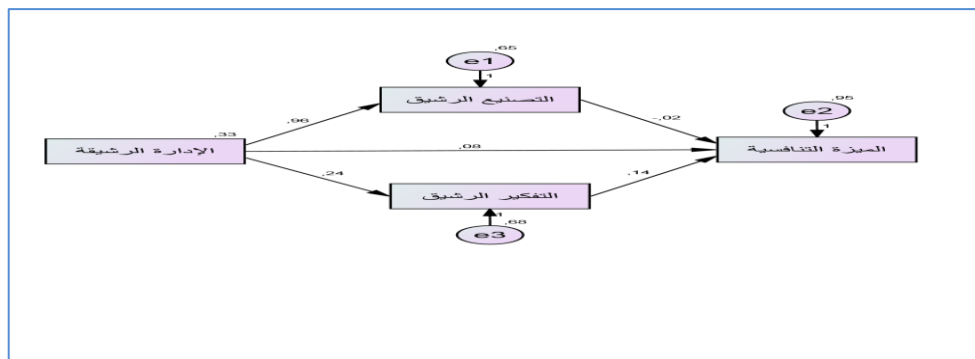 ,65
e1
1
التصنيع الرشيق
,95
e2
1
,96
-,02
,33
الإدارة الرشيقة
,08
الميزة التنافسية
,24
,14
التفكير الرشيق
1
,68
e3